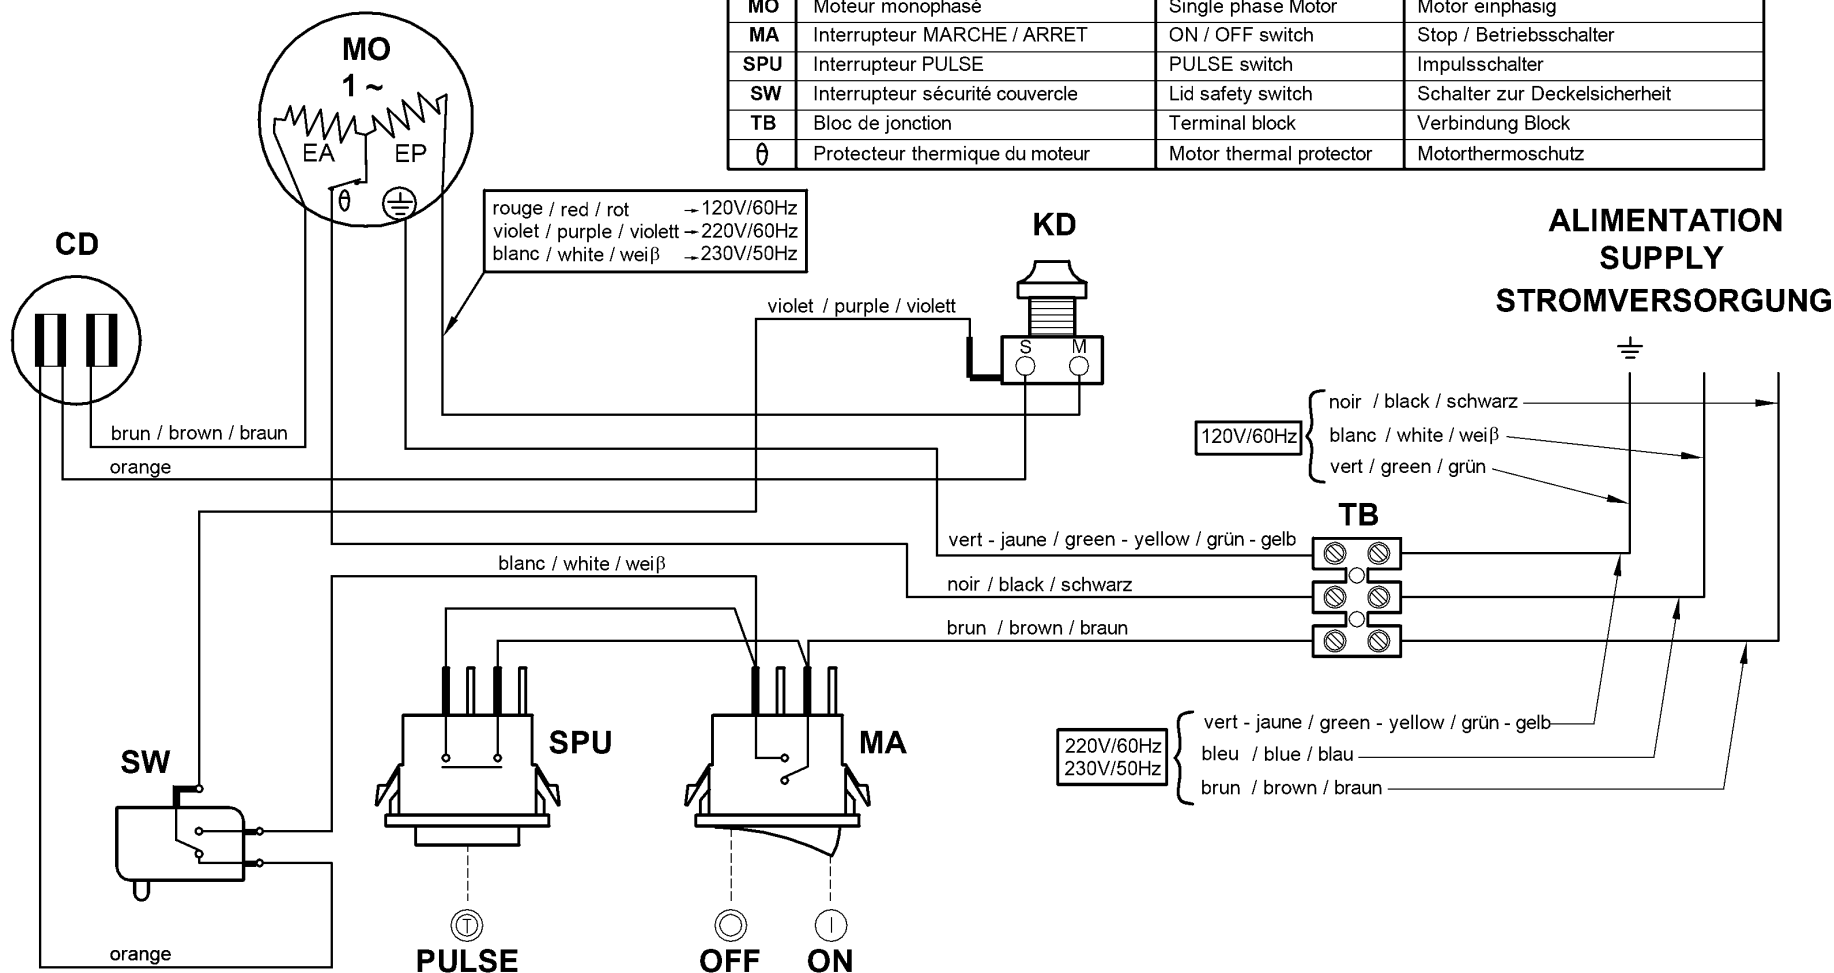 MO Moteur monophasé Single phase Motor Motor einphasig
MA Interrupteur MARCHE / ARRET ON / OFF switch Stop / Betriebsschalter
SPU Interrupteur PULSE PULSE switch Impulsschalter
SW Interrupteur sécurité couvercle Lid safety switch Schalter zur Deckelsicherheit
TB Bloc de jonction Terminal block Verbindung Block
θ Protecteur thermique du moteur Motor thermal protector Motorthermoschutz
MO
1 ~
EA EP
θ
rouge / red / rot → 120V/60Hz
violet / purple / violett → 220V/60Hz
blanc / white / weiβ → 230V/50Hz
CD
KD
S M
ALIMENTATION
SUPPLY
STROMVERSORGUNG
violet / purple / violett
brun / brown / braun
orange
120V/60Hz
noir / black / schwarz
blanc / white / weiβ
vert / green / grün
TB
vert - jaune / green - yellow / grün - gelb
noir / black / schwarz
brun / brown / braun
blanc / white / weiβ
SPU
MA
SW
220V/60Hz
230V/50Hz
vert - jaune / green - yellow / grün - gelb
bleu / blue / blau
brun / brown / braun
orange
T
PULSE
OFF
I
ON